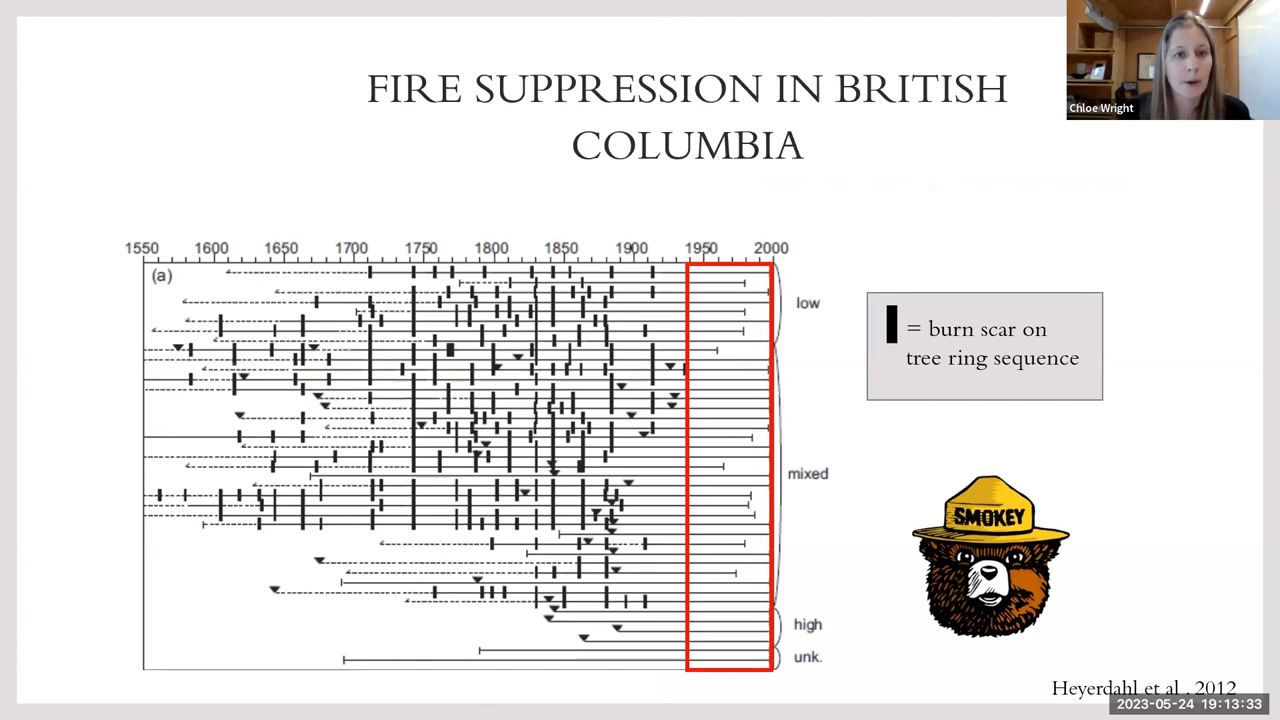 Chloe Wright
FIRE SUPPRESSION IN BRITISH
COLUMBIA
1550 1600 1650 1700 1750 1800 1850 1900 1950 2000
(a)
low
mixed
high
unk.
= burn scar on
tree ring sequence
SMOKEY
Heyerdahl et al . 2012
2023-05-24 19:13:33